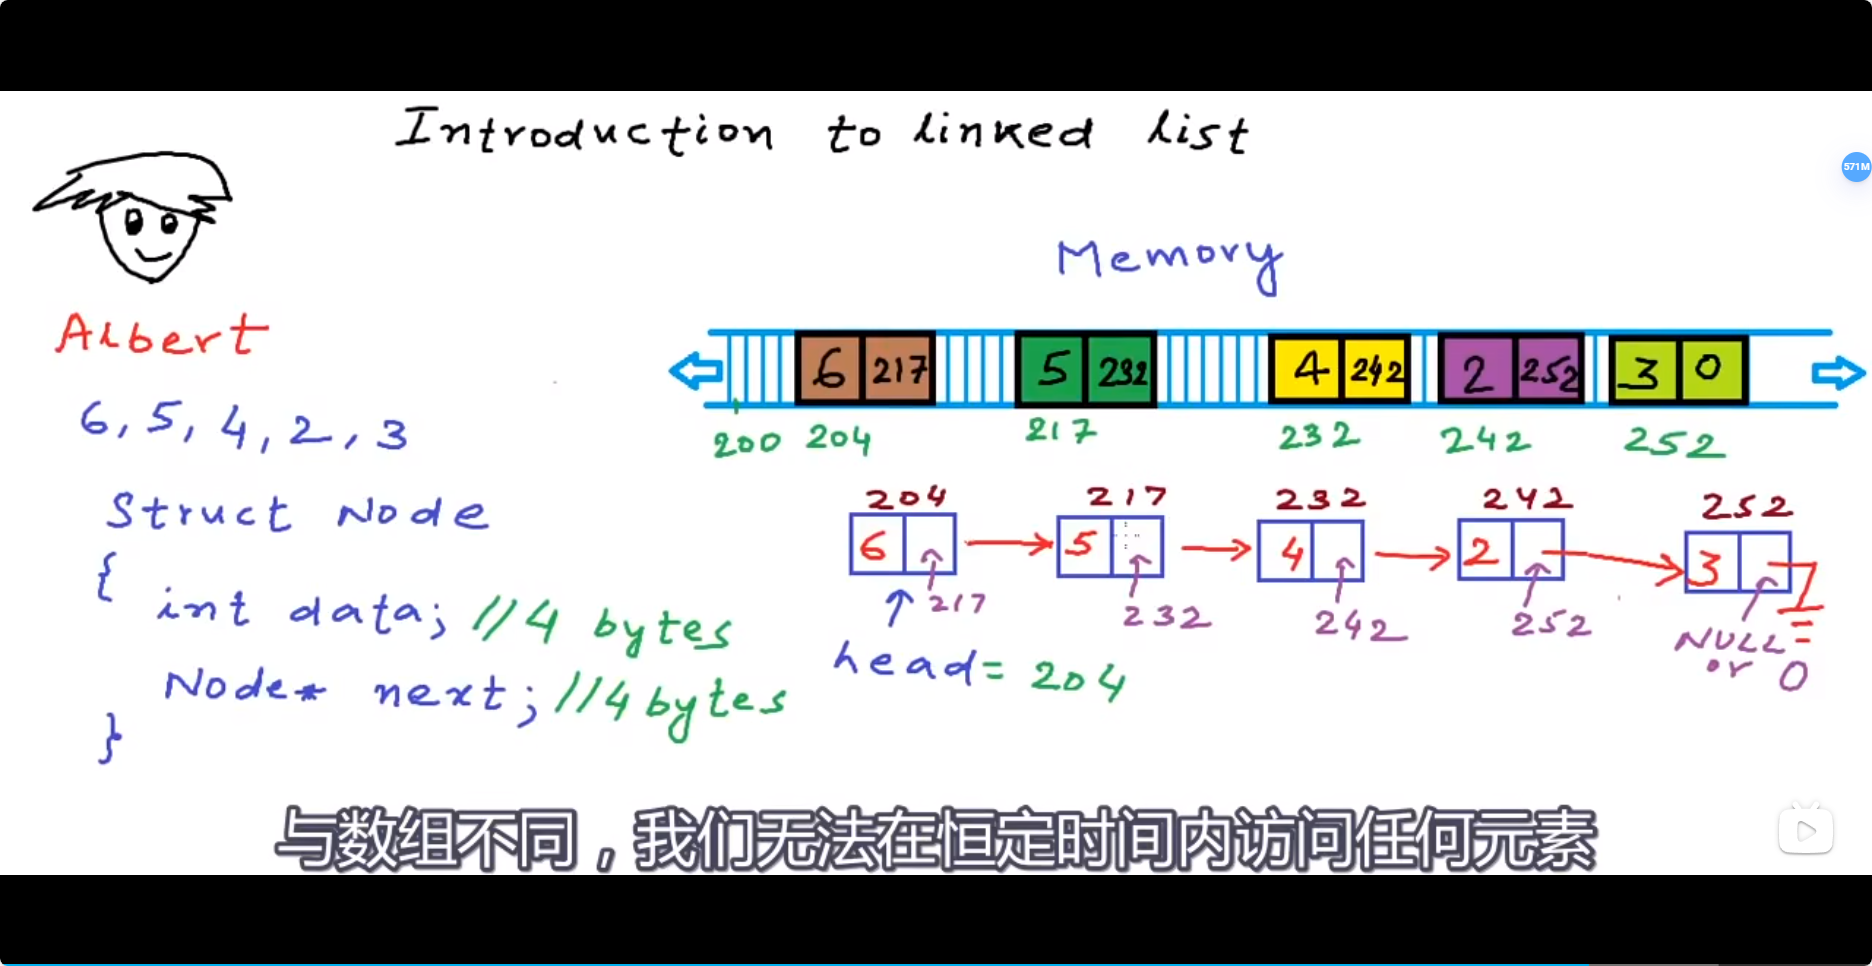 Introduction to linked list
571M
Memory
Albert
6 217 5 232 4 242 2 252 3 0
200 204 217 232 242 252
6, 5, 4, 2, 3
204 217 232 242 252
Struct Node
6 5 4 2 3
{
217 232 242 252 NULL or 0
int data; //4 bytes
head= 204
Node* next; //4 bytes
}
与数组不同，我们无法在恒定时间内访问任何元素